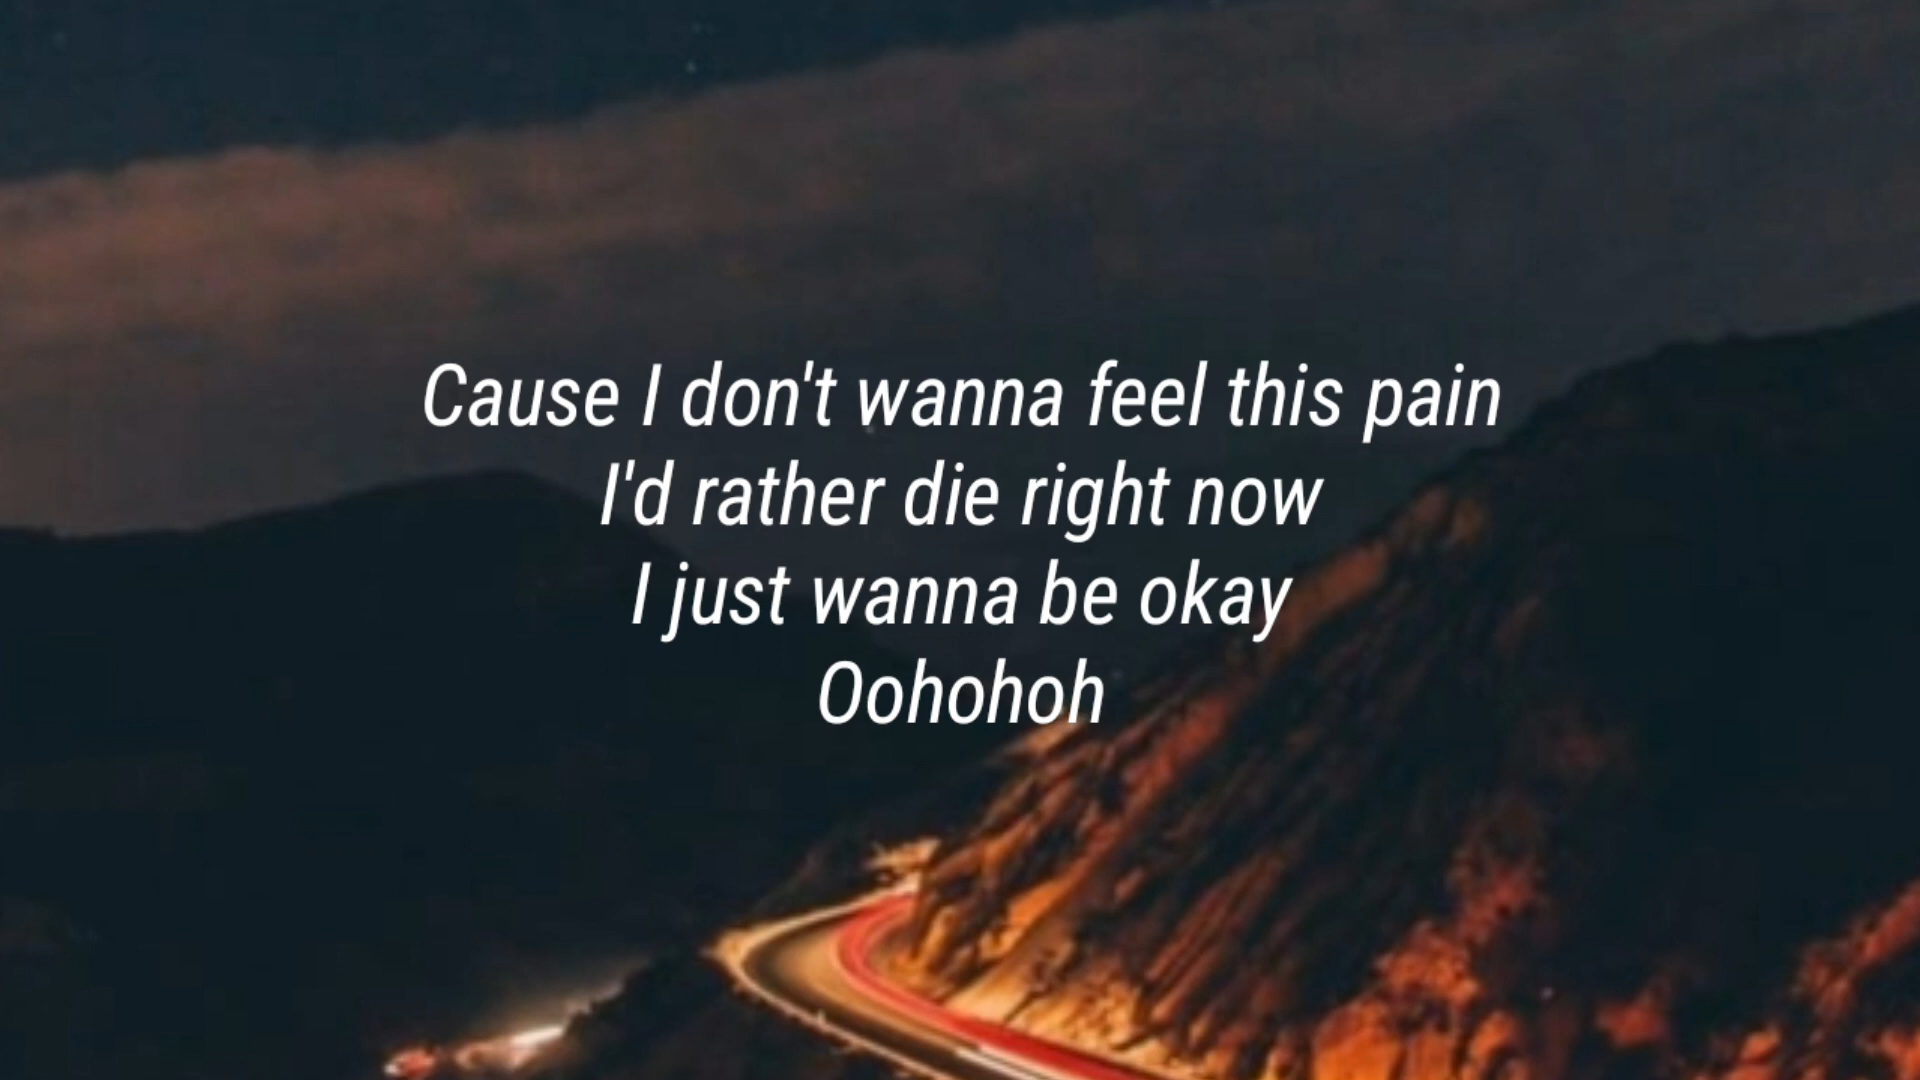 Cause I don't wanna feel this pain
I'd rather die right now
I just wanna be okay
Oohohoh